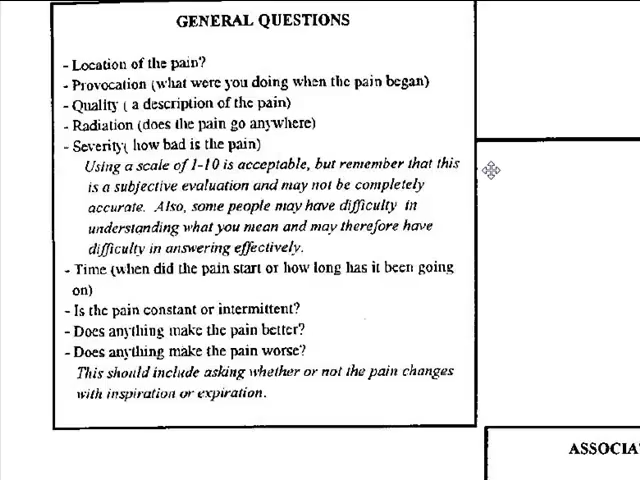 GENERAL QUESTIONS
- Location of the pain?
- Provocation (what were you doing when the pain began)
- Quality ( a description of the pain)
- Radiation (does the pain go anywhere)
- Severity( how bad is the pain)
Using a scale of 1-10 is acceptable, but remember that this
is a subjective evaluation and may not be completely
accurate. Also, some people may have difficulty in
understanding what you mean and may therefore have
difficulty in answering effectively.
- Time (when did the pain start or how long has it been going
on)
- Is the pain constant or intermittent?
- Does anything make the pain better?
- Does anything make the pain worse?
This should include asking whether or not the pain changes
with inspiration or expiration.